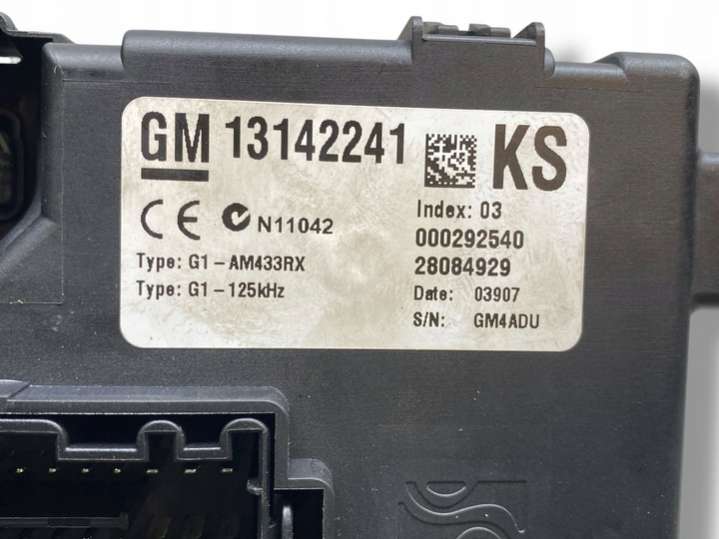 GM 13142241 KS
CE N11042
Index: 03
000292540
Type: G1-AM433RX
28084929
Type: G1-125kHz
Date: 03907
S/N: GM4ADU